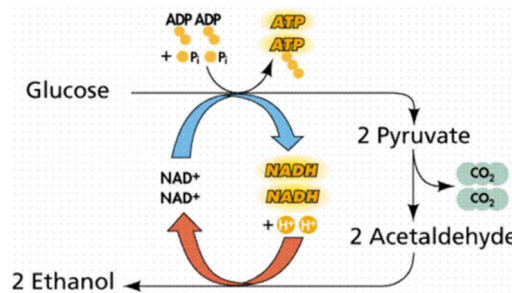 ADP ADP
ATP
ATP
+ Pi Pi
Glucose
2 Pyruvate
CO2
CO2
NAD+
NAD+
NADH
NADH
+ H+ H+
2 Acetaldehyde
2 Ethanol